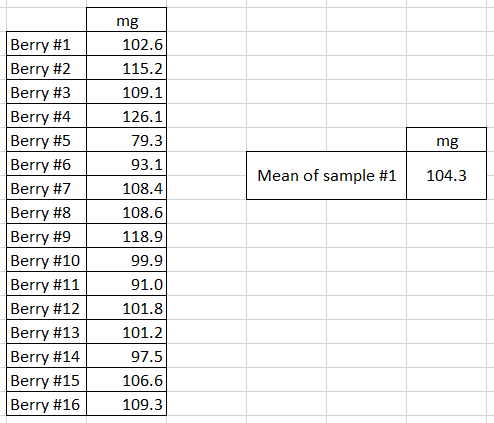 mg
Berry #1 102.6
Berry #2 115.2
Berry #3 109.1
Berry #4 126.1
Berry #5 79.3
Berry #6 93.1
Berry #7 108.4
Berry #8 108.6
Berry #9 118.9
Berry #10 99.9
Berry #11 91.0
Berry #12 101.8
Berry #13 101.2
Berry #14 97.5
Berry #15 106.6
Berry #16 109.3
mg
Mean of sample #1 104.3